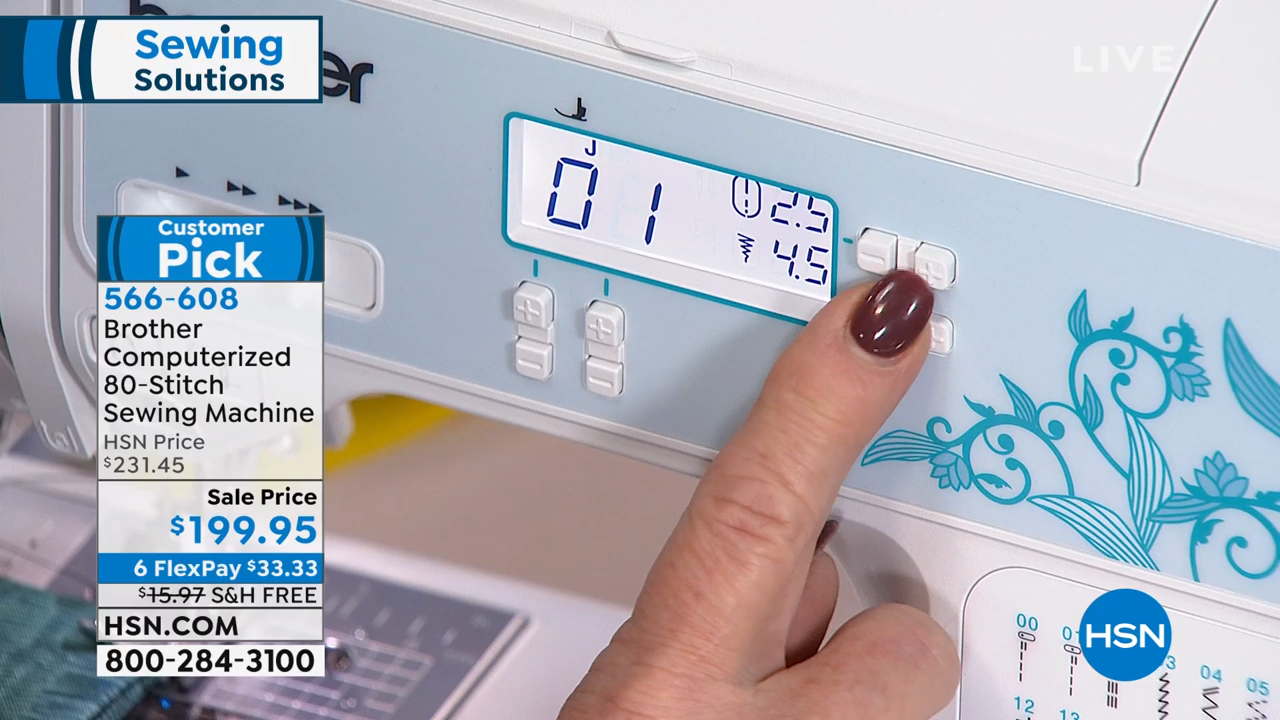 Sewing
Solutions
LIVE
Customer
Pick
566-608
Brother
Computerized
80-Stitch
Sewing Machine
HSN Price
$231.45
Sale Price
$199.95
6 FlexPay $33.33
$15.97 S&H FREE
HSN.COM
800-284-3100
J
01
2.5
4.5
HSN
00
04
05
12
13